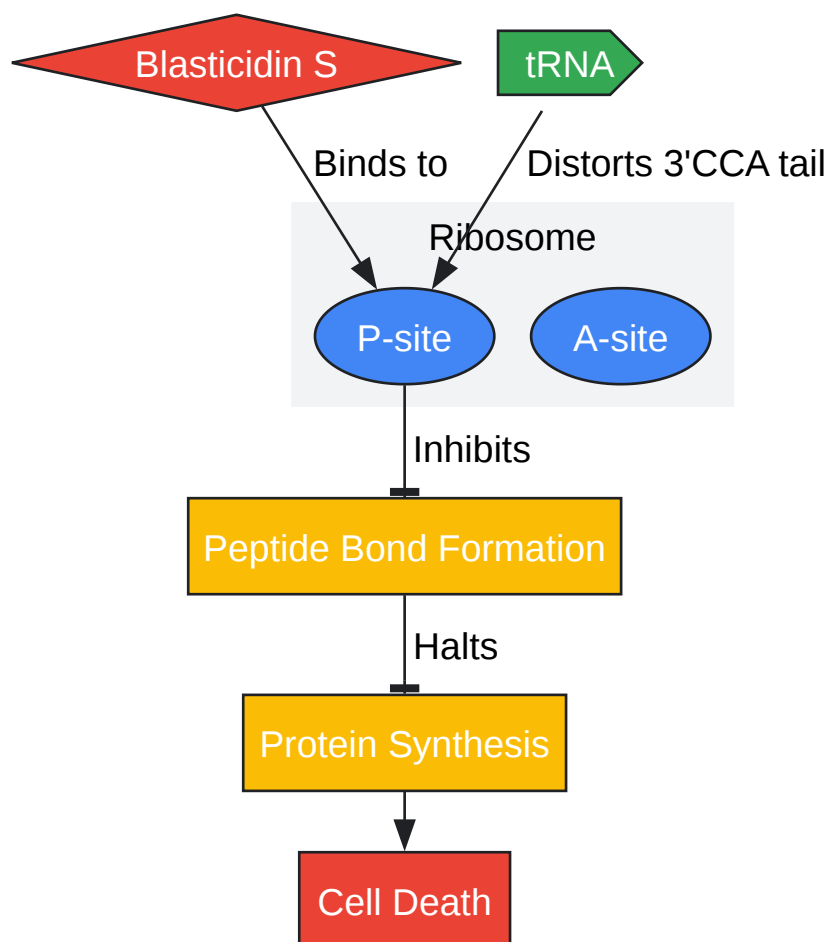 Blasticidin S
tRNA
Binds to
Distorts 3'CCA tail
Ribosome
P-site
A-site
Inhibits
Peptide Bond Formation
Halts
Protein Synthesis
Cell Death